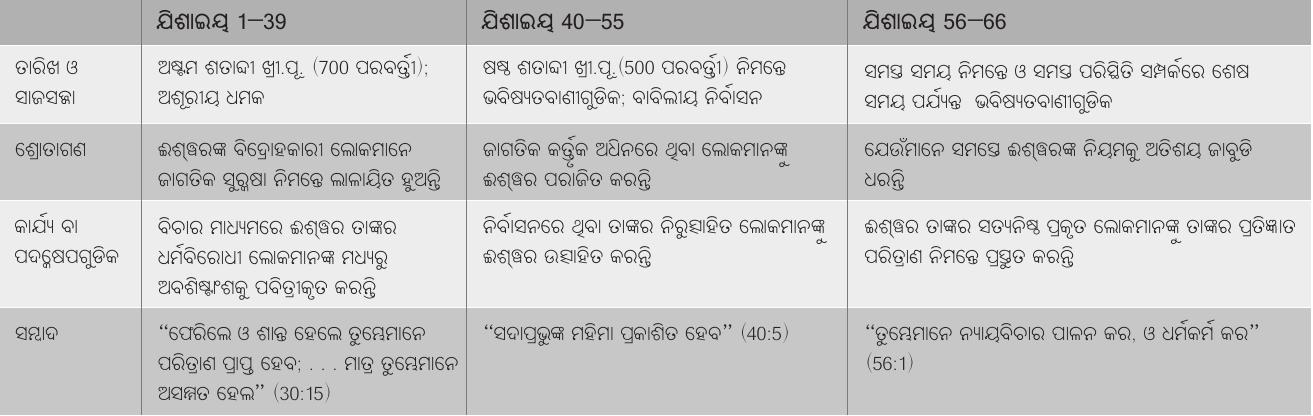 ଯିଶାଇୟ 1–39
ଯିଶାଇୟ 40–55
ଯିଶାଇୟ 56–66
ତାରିଖ ଓ
ସାଜସଜ୍ଜା
ଅଷ୍ଟମ ଶତାବ୍ଦୀ ଖ୍ରୀ.ପୂ. (700 ପରବର୍ତ୍ତୀ);
ଅଶୂରୀୟ ଧମକ
ଷଷ୍ଠ ଶତାବ୍ଦୀ ଖ୍ରୀ.ପୂ.(500 ପରବର୍ତ୍ତୀ) ନିମନ୍ତେ
ଭବିଷ୍ୟତବାଣୀଗୁଡିକ; ବାବିଲୀୟ ନିର୍ବାସନ
ସମସ୍ତ ସମୟ ନିମନ୍ତେ ଓ ସମସ୍ତ ପରିସ୍ଥିତି ସମ୍ପର୍କରେ ଶେଷ
ସମୟ ପର୍ଯ୍ୟନ୍ତ ଭବିଷ୍ୟତବାଣୀଗୁଡିକ
ଶ୍ରୋତାଗଣ
ଈଶ୍ୱରଙ୍କ ବିଦ୍ରୋହକାରୀ ଲୋକମାନେ
ଜାଗତିକ ସୁରକ୍ଷା ନିମନ୍ତେ ଲାଳାୟିତ ହୁଅନ୍ତି
ଜାଗତିକ କର୍ତ୍ତୃକ ଅଧିନରେ ଥିବା ଲୋକମାନଙ୍କୁ
ଈଶ୍ୱର ପରାଜିତ କରନ୍ତି
ଯେଉଁମାନେ ସମସ୍ତେ ଈଶ୍ୱରଙ୍କ ନିୟମକୁ ଅତିଶୟ ଜାବୁଡି
ଧରନ୍ତି
କାର୍ଯ୍ୟ ବା
ପଦକ୍ଷେପଗୁଡିକ
ବିଚାର ମାଧ୍ୟମରେ ଈଶ୍ୱର ତାଙ୍କର
ଧର୍ମବିରୋଧୀ ଲୋକମାନଙ୍କ ମଧ୍ୟରୁ
ଅବଶିଷ୍ଟାଂଶକୁ ପବିତ୍ରୀକୃତ କରନ୍ତି
ନିର୍ବାସନରେ ଥିବା ତାଙ୍କର ନିରୁତ୍ସାହିତ ଲୋକମାନଙ୍କୁ
ଈଶ୍ୱର ଉତ୍ସାହିତ କରନ୍ତି
ଈଶ୍ୱର ତାଙ୍କର ସତ୍ୟନିଷ୍ଠ ପ୍ରକୃତ ଲୋକମାନଙ୍କୁ ତାଙ୍କର ପ୍ରତିଜ୍ଞାତ
ପରିତ୍ରାଣ ନିମନ୍ତେ ପ୍ରସ୍ତୁତ କରନ୍ତି
ସମ୍ବାଦ
“ଫେରିଲେ ଓ ଶାନ୍ତ ହେଲେ ତୁମ୍ଭେମାନେ
ପରିତ୍ରାଣ ପ୍ରାପ୍ତ ହେବ; . . . ମାତ୍ର ତୁମ୍ଭେମାନେ
ଅସମ୍ମତ ହେଲ” (30:15)
“ସଦାପ୍ରଭୁଙ୍କ ମହିମା ପ୍ରକାଶିତ ହେବ” (40:5)
“ତୁମ୍ଭେମାନେ ନ୍ୟାୟବିଚାର ପାଳନ କର, ଓ ଧର୍ମକର୍ମ କର”
(56:1)